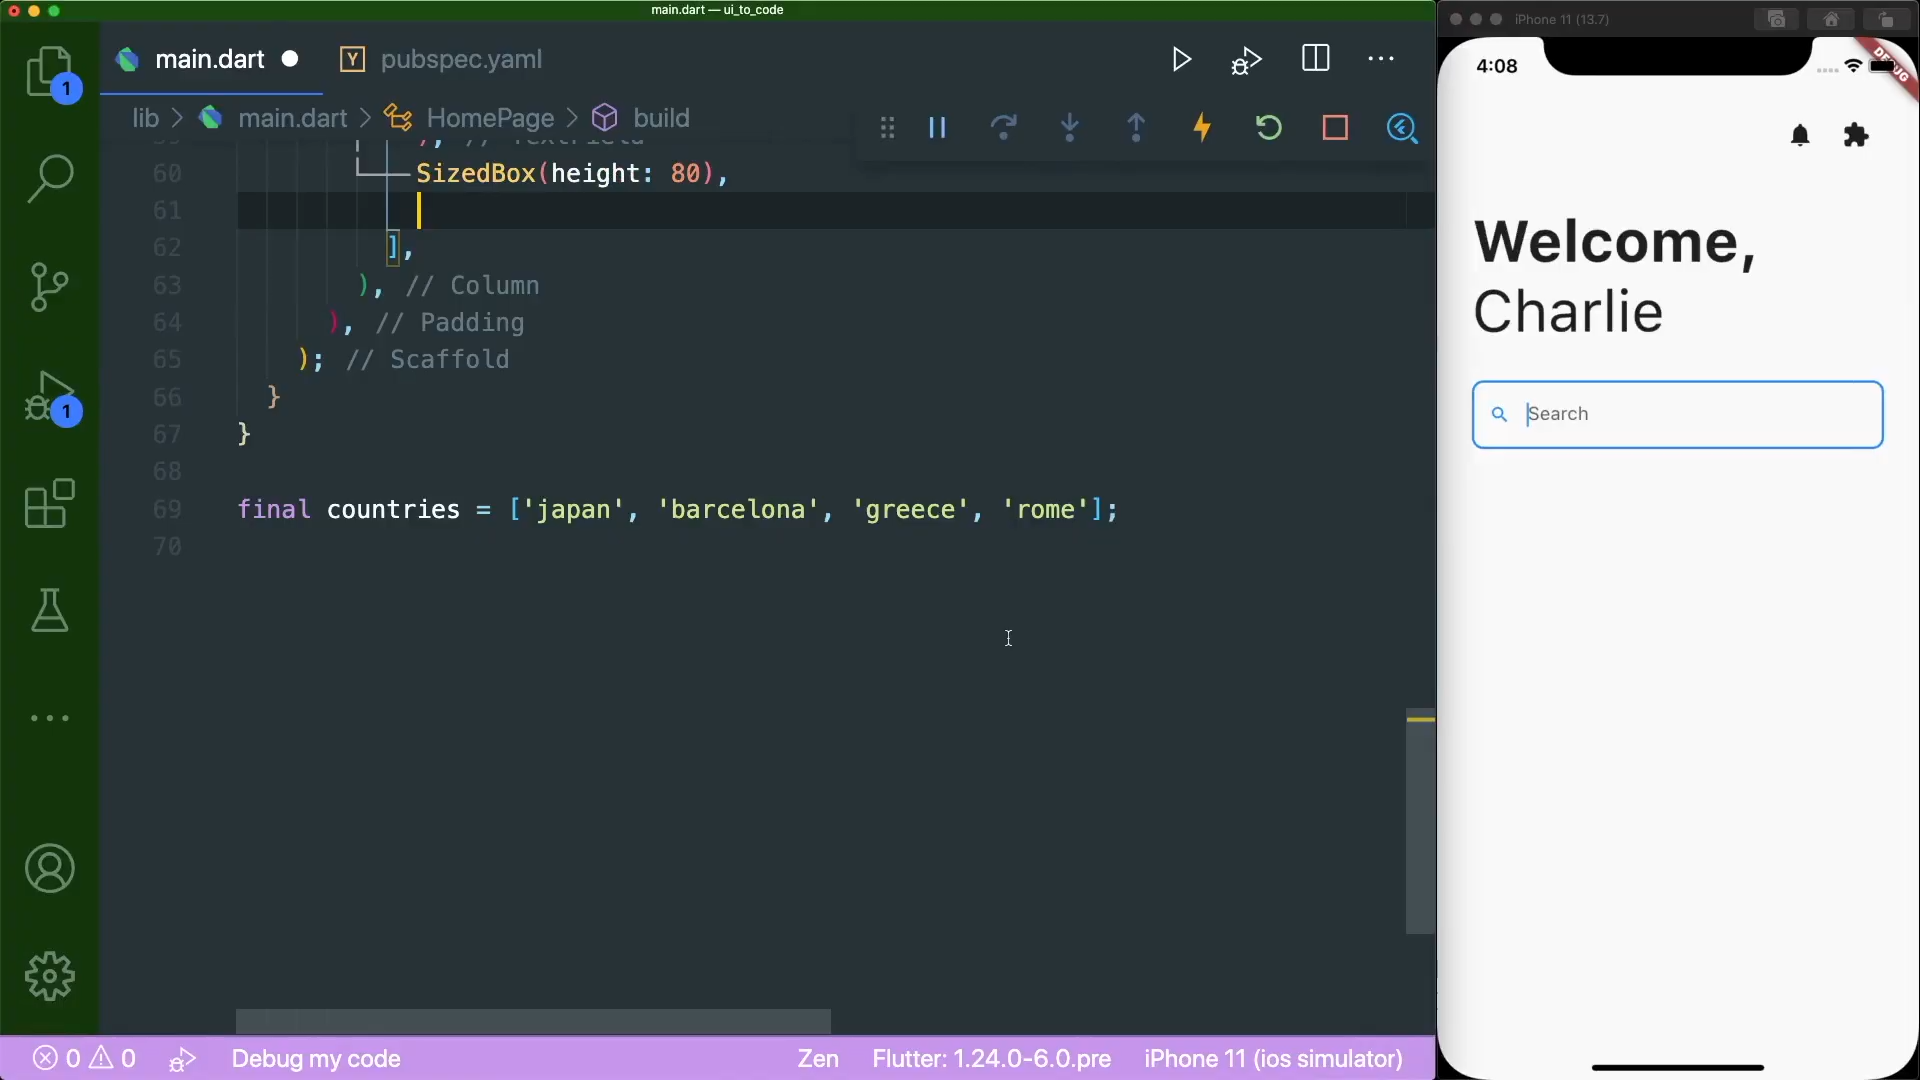 main.dart — ui_to_code
main.dart
pubspec.yaml
lib > main.dart > HomePage > build
), // TextField
60 SizedBox(height: 80),
61
62 ],
63 ), // Column
64 ), // Padding
65 ); // Scaffold
66 }
67 }
68
69 final countries = ['japan', 'barcelona', 'greece', 'rome'];
70
1
1
0 0 Debug my code Zen Flutter: 1.24.0-6.0.pre iPhone 11 (ios simulator)
iPhone 11 (13.7)
4:08
Welcome,
Charlie
Search